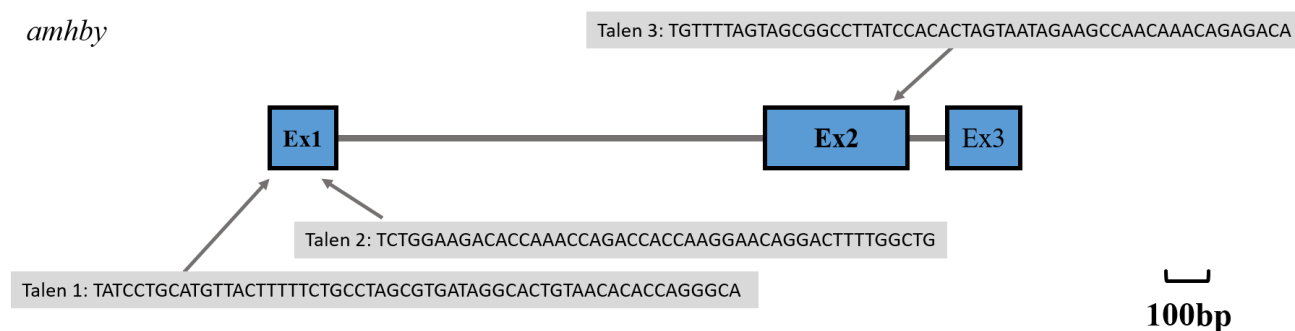 amhby
Talen 3: TGTTTTAGTAGCGGCCTTATCCACACTAGTAATAGAAGCCAACAAACAGAGACA
Ex1
Ex2
Ex3
Talen 2: TCTGGAAGACACCAAACCAGACCACCAAGGAACAGGACTTTTGGCTG
Talen 1: TATCCTGCATGTTACTTTTTCTGCCTAGCGTGATAGGCACTGTAACACACCAGGGCA
100bp